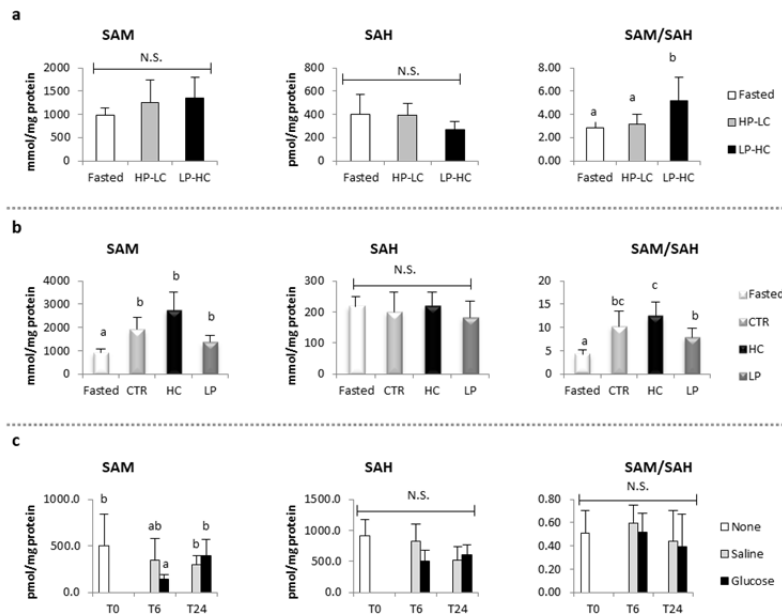 a
SAM
SAH
SAM/SAH
N.S.
N.S.
b
a
a
mmol/mg protein
2000
1500
1000
500
0
Fasted HP-LC LP-HC
pmol/mg protein
800
600
400
200
0
Fasted HP-LC LP-HC
8.00
6.00
4.00
2.00
0.00
Fasted HP-LC LP-HC
Fasted
HP-LC
LP-HC
b
SAM
SAH
SAM/SAH
mmol/mg protein
4000
3000
2000
1000
0
a
b
b
b
Fasted CTR HC LP
mmol/mg protein
300
200
100
0
N.S.
Fasted CTR HC LP
20
15
10
5
0
a
bc
c
b
Fasted CTR HC LP
Fasted
CTR
HC
LP
c
SAM
SAH
SAM/SAH
pmol/mg protein
1000.0
500.0
0.0
b
ab
a
b
b
T0 T6 T24
pmol/mg protein
1500.0
1000.0
500.0
0.0
N.S.
T0 T6 T24
0.80
0.60
0.40
0.20
0.00
N.S.
T0 T6 T24
None
Saline
Glucose